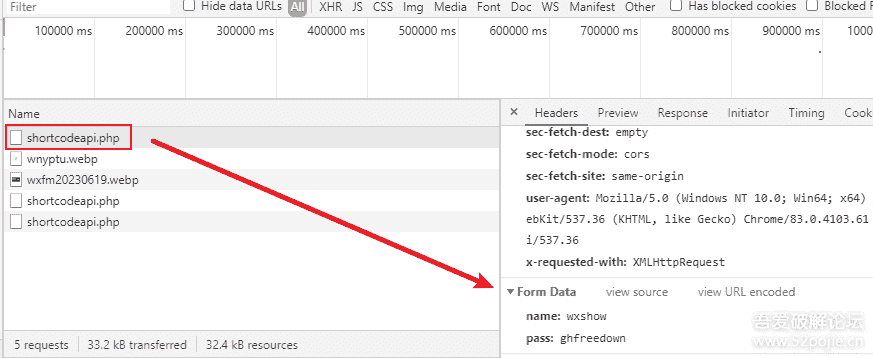 Filter
Hide data URLs All XHR JS CSS Img Media Font Doc WS Manifest Other Has blocked cookies Blocked
100000 ms 200000 ms 300000 ms 400000 ms 500000 ms 600000 ms 700000 ms 800000 ms 900000 ms 1000
Name
shortcodeapi.php
wnyptu.webp
wxfm20230619.webp
shortcodeapi.php
shortcodeapi.php
5 requests 33.2 kB transferred 32.4 kB resources
× Headers Preview Response Initiator Timing Cook
sec-fetch-dest: empty
sec-fetch-mode: cors
sec-fetch-site: same-origin
user-agent: Mozilla/5.0 (Windows NT 10.0; Win64; x64)
ebKit/537.36 (KHTML, like Gecko) Chrome/83.0.4103.61
i/537.36
x-requested-with: XMLHttpRequest
Form Data view source view URL encoded
name: wxshow
pass: ghfreedown
吾爱破解论坛
www.52pojie.cn